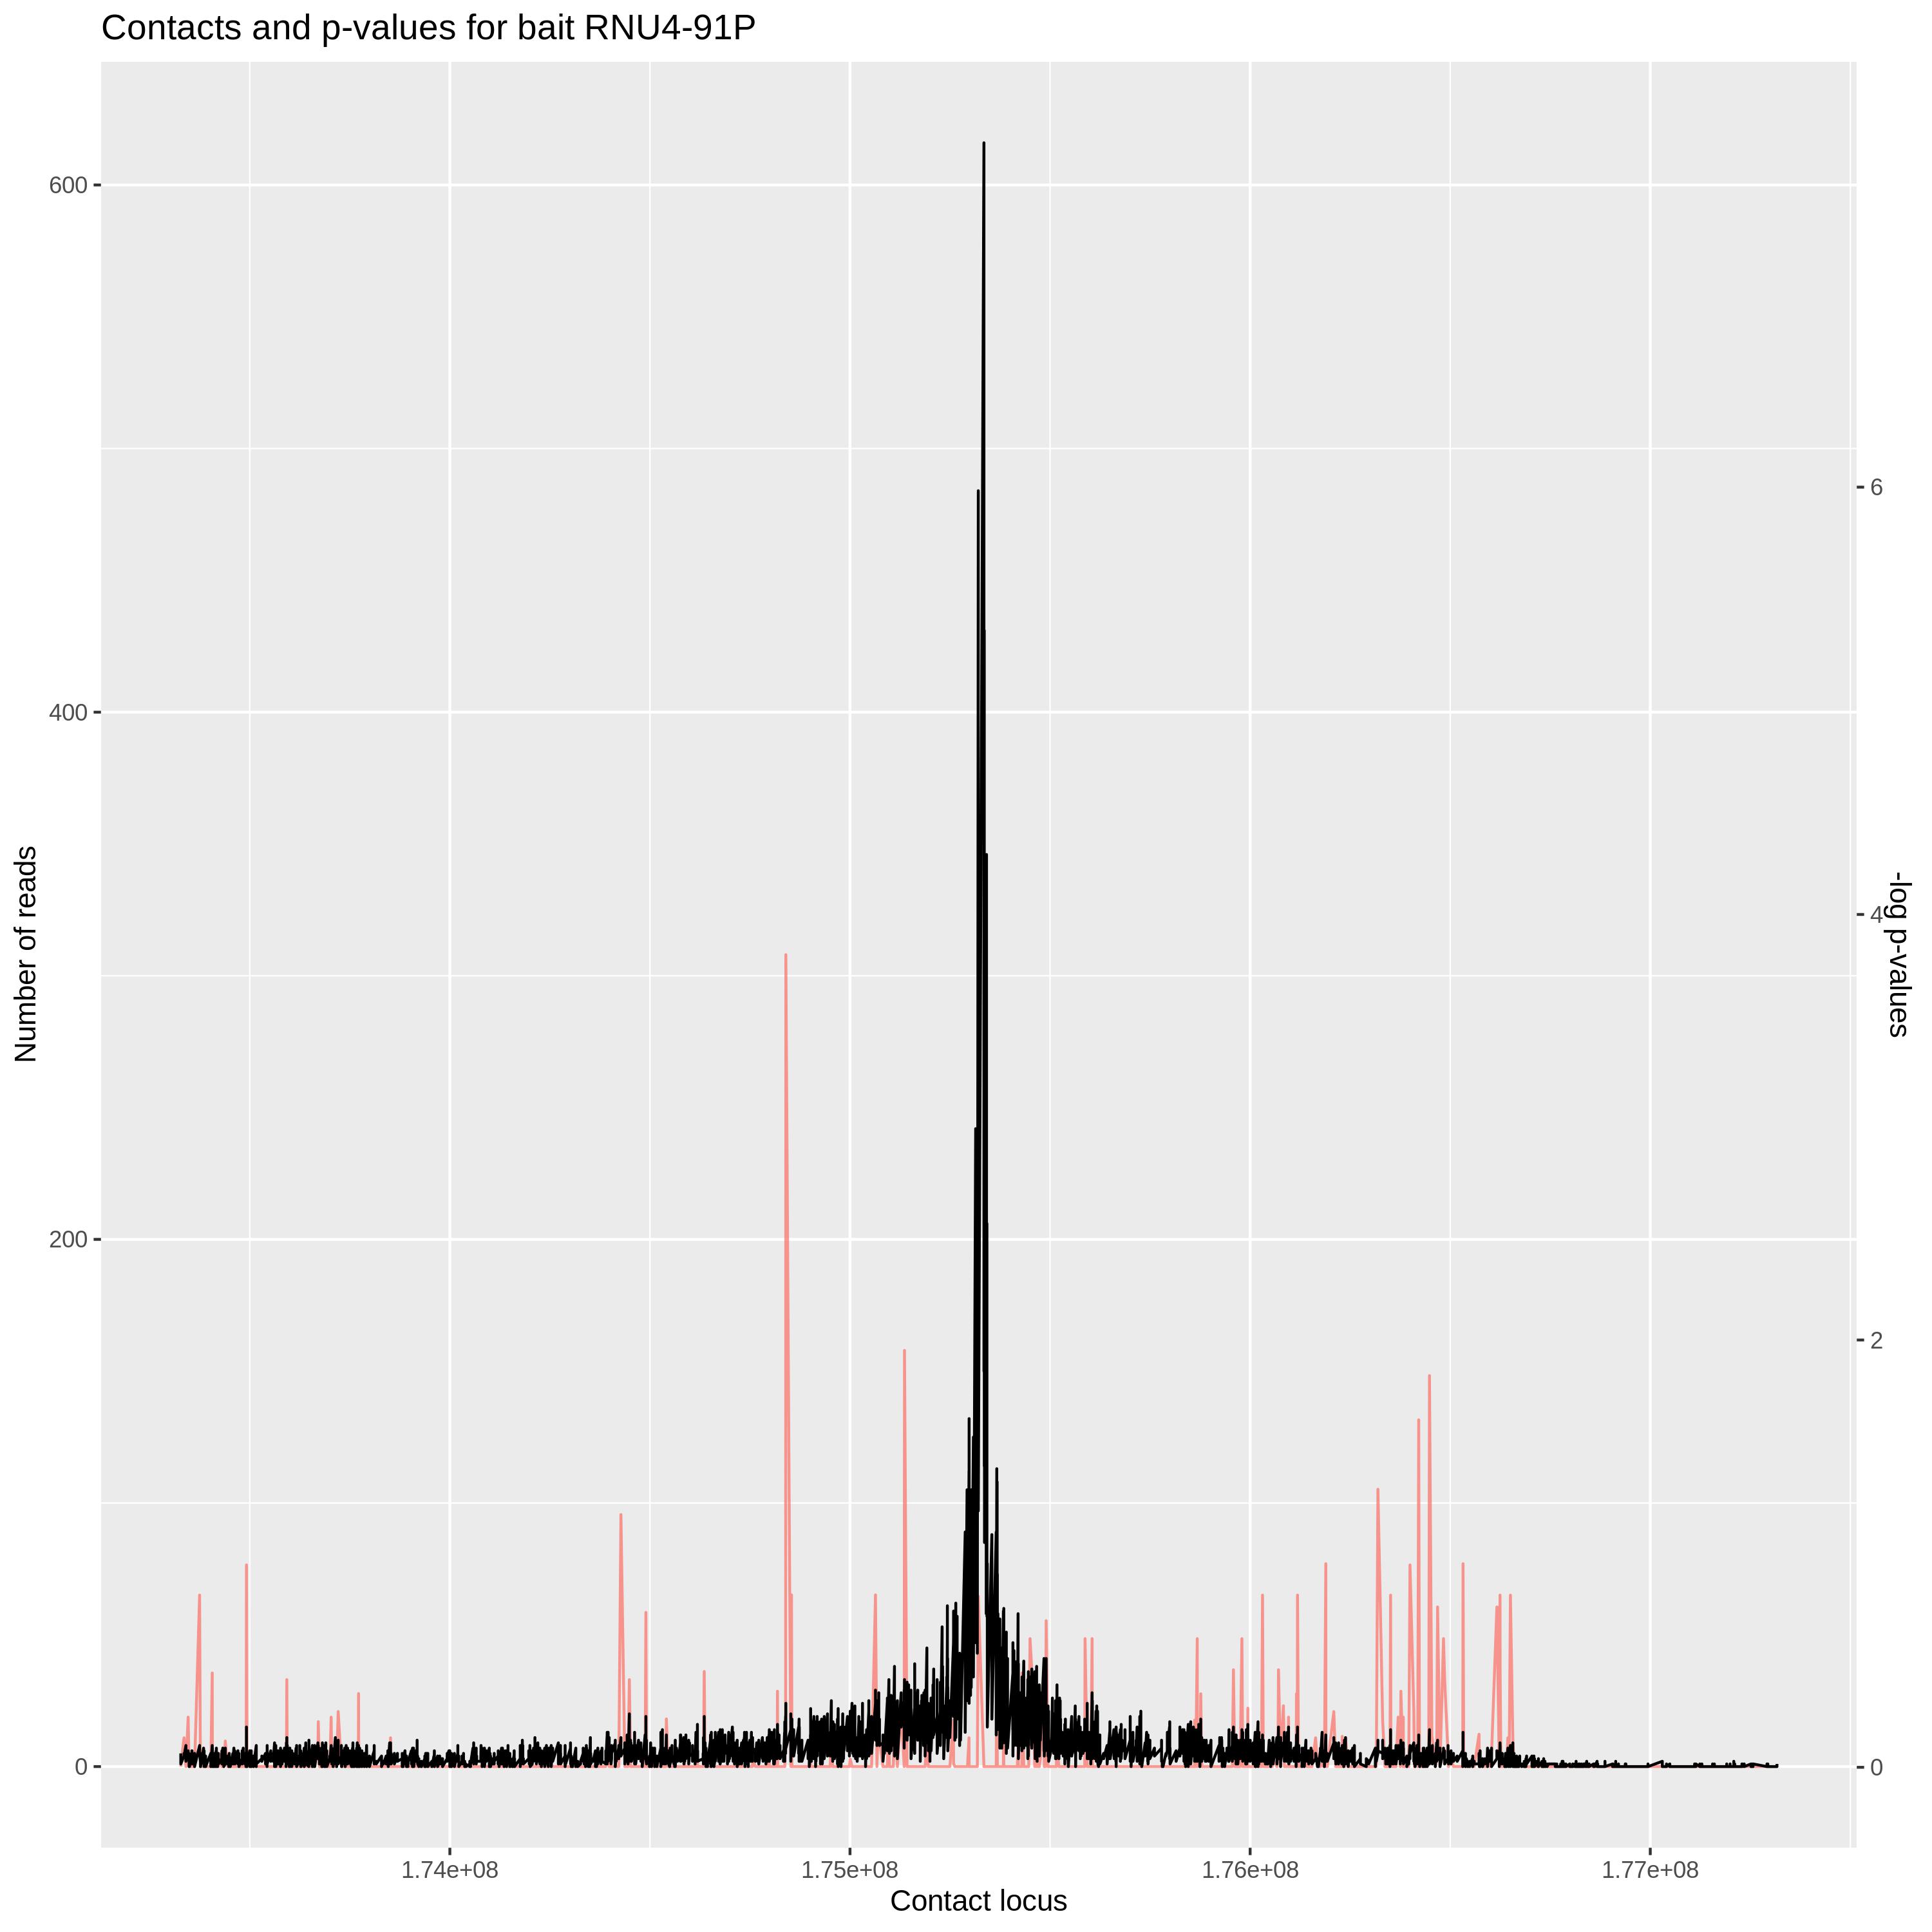 Contacts and p-values for bait RNU4-91P
600
400
200
0
Number of reads
6
4
2
0
-log p-values
1.74e+08
1.75e+08
1.76e+08
1.77e+08
Contact locus